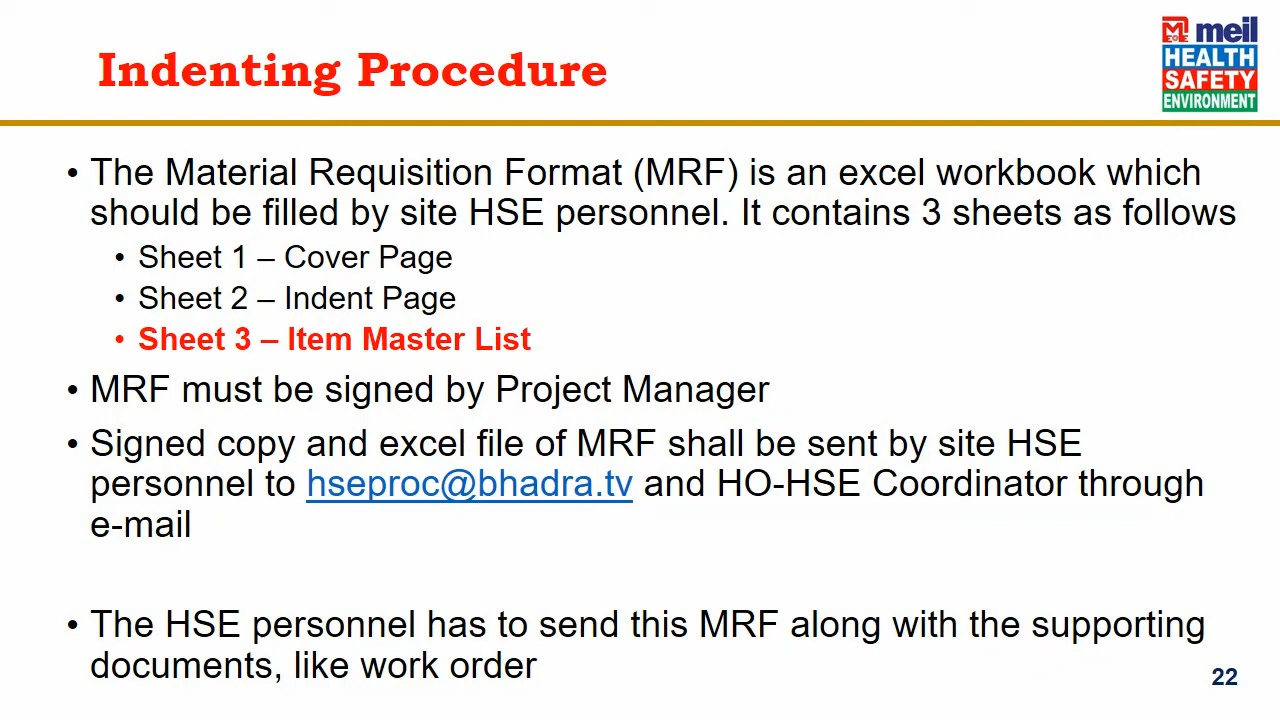 Indenting Procedure
meil
HEALTH
SAFETY
ENVIRONMENT
• The Material Requisition Format (MRF) is an excel workbook which
should be filled by site HSE personnel. It contains 3 sheets as follows
• Sheet 1 – Cover Page
• Sheet 2 – Indent Page
• Sheet 3 – Item Master List
• MRF must be signed by Project Manager
• Signed copy and excel file of MRF shall be sent by site HSE
personnel to hseproc@bhadra.tv and HO-HSE Coordinator through
e-mail
• The HSE personnel has to send this MRF along with the supporting
documents, like work order
22